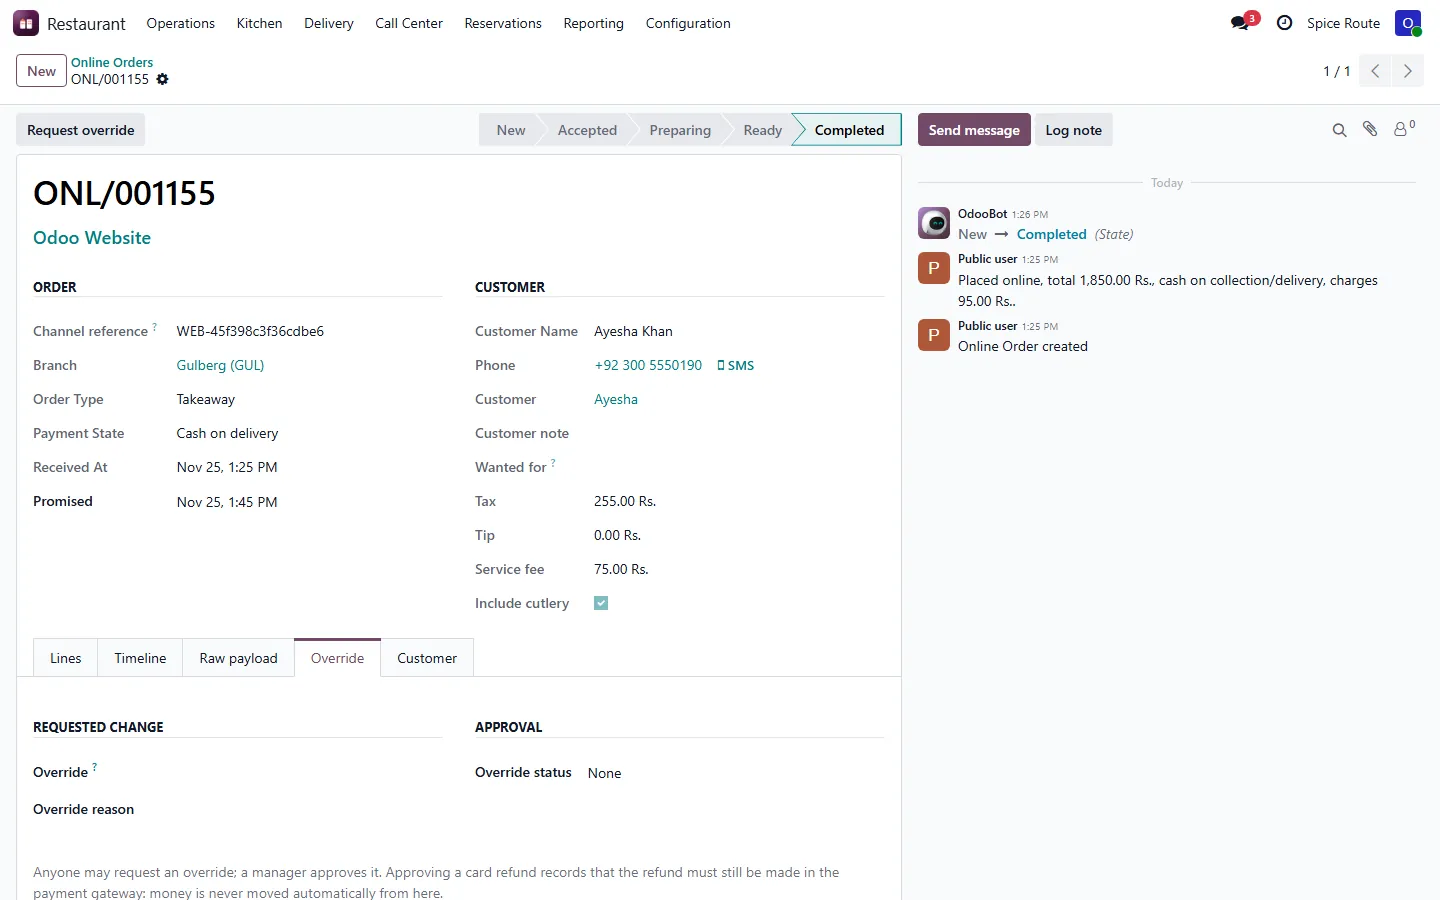 Restaurant Operations Kitchen Delivery Call Center Reservations Reporting Configuration 3 Spice Route O
New Online Orders
ONL/001155
1 / 1
Request override New Accepted Preparing Ready Completed Send message Log note 0
ONL/001155
Odoo Website
ORDER
Channel reference ? WEB-45f398c3f36cdbe6
Branch Gulberg (GUL)
Order Type Takeaway
Payment State Cash on delivery
Received At Nov 25, 1:25 PM
Promised Nov 25, 1:45 PM
CUSTOMER
Customer Name Ayesha Khan
Phone +92 300 5550190 SMS
Customer Ayesha
Customer note
Wanted for ?
Tax 255.00 Rs.
Tip 0.00 Rs.
Service fee 75.00 Rs.
Include cutlery
Lines Timeline Raw payload Override Customer
REQUESTED CHANGE
Override ?
Override reason
APPROVAL
Override status None
Anyone may request an override; a manager approves it. Approving a card refund records that the refund must still be made in the
payment gateway: money is never moved automatically from here.
Today
OdooBot 1:26 PM
New → Completed (State)
P
Public user 1:25 PM
Placed online, total 1,850.00 Rs., cash on collection/delivery, charges
95.00 Rs..
P
Public user 1:25 PM
Online Order created